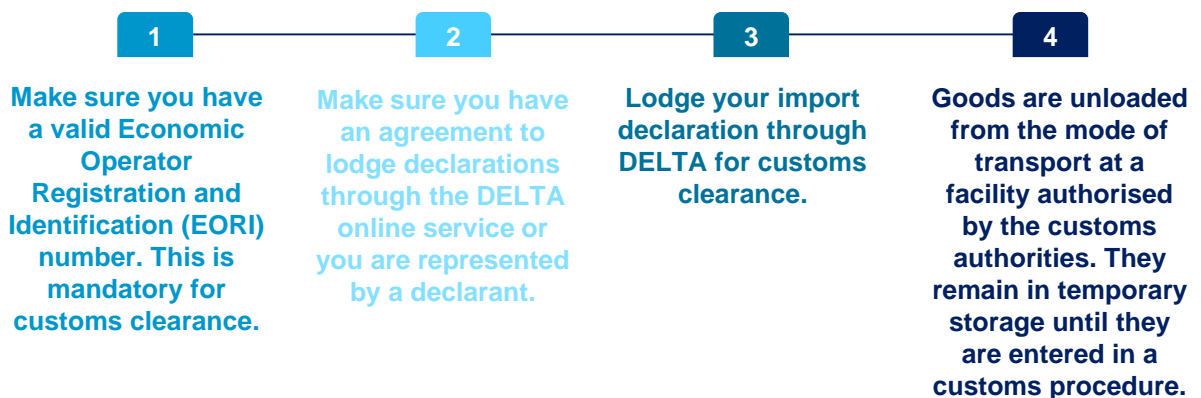 1
Make sure you have
a valid Economic
Operator
Registration and
Identification (EORI)
number. This is
mandatory for
customs clearance.
2
Make sure you have
an agreement to
lodge declarations
through the DELTA
online service or
you are represented
by a declarant.
3
Lodge your import
declaration through
DELTA for customs
clearance.
4
Goods are unloaded
from the mode of
transport at a
facility authorised
by the customs
authorities. They
remain in temporary
storage until they
are entered in a
customs procedure.